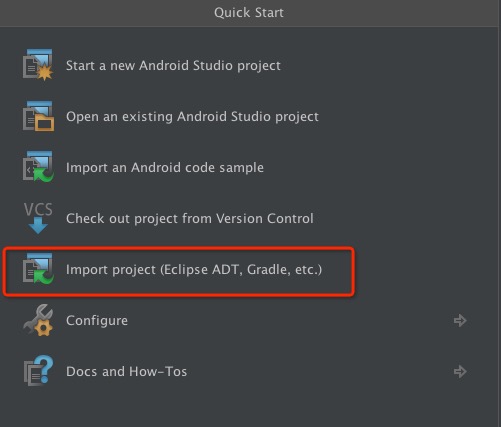 Quick Start
Start a new Android Studio project
Open an existing Android Studio project
Import an Android code sample
VCS
Check out project from Version Control
Import project (Eclipse ADT, Gradle, etc.)
Configure
Docs and How-Tos